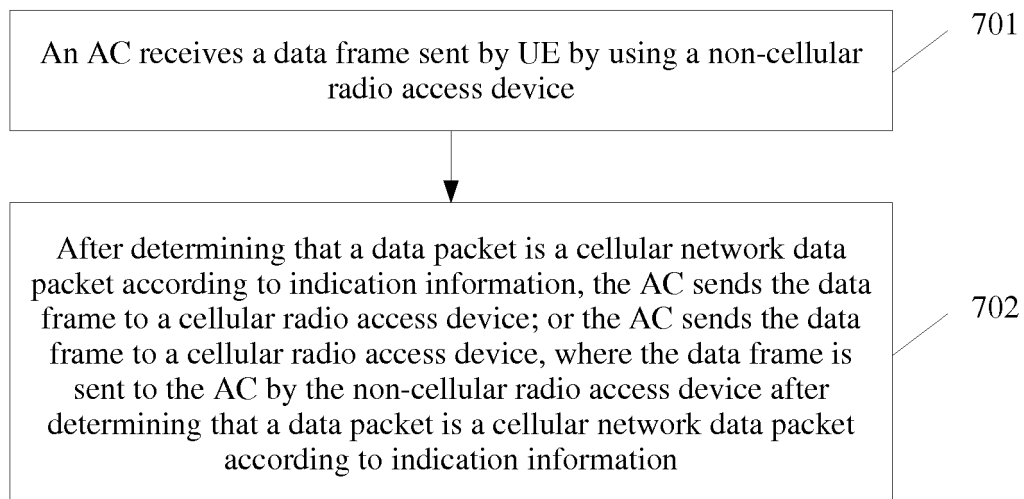 An AC receives a data frame sent by UE by using a non-cellular
radio access device
701
After determining that a data packet is a cellular network data
packet according to indication information, the AC sends the data
frame to a cellular radio access device; or the AC sends the data
frame to a cellular radio access device, where the data frame is
sent to the AC by the non-cellular radio access device after
determining that a data packet is a cellular network data packet
according to indication information
702